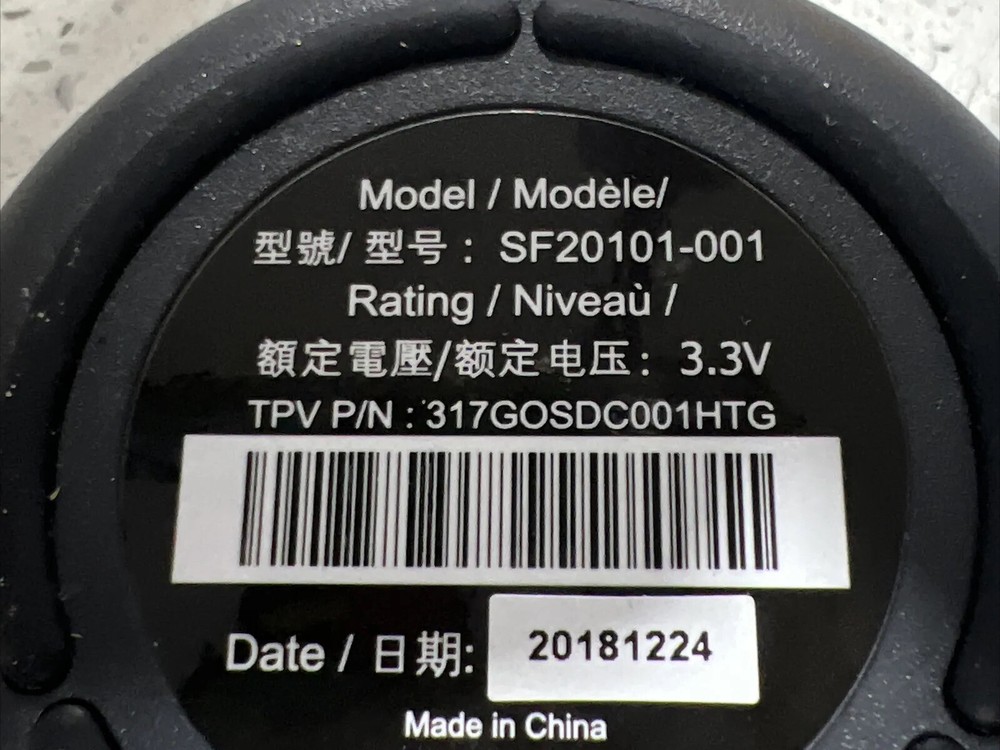 Model / Modèle/
型號/ 型号 : SF20101-001
Rating / Niveaù /
額定電壓/额定电压 : 3.3V
TPV P/N : 317GOSDC001HTG
Date / 日期: 20181224
Made in China